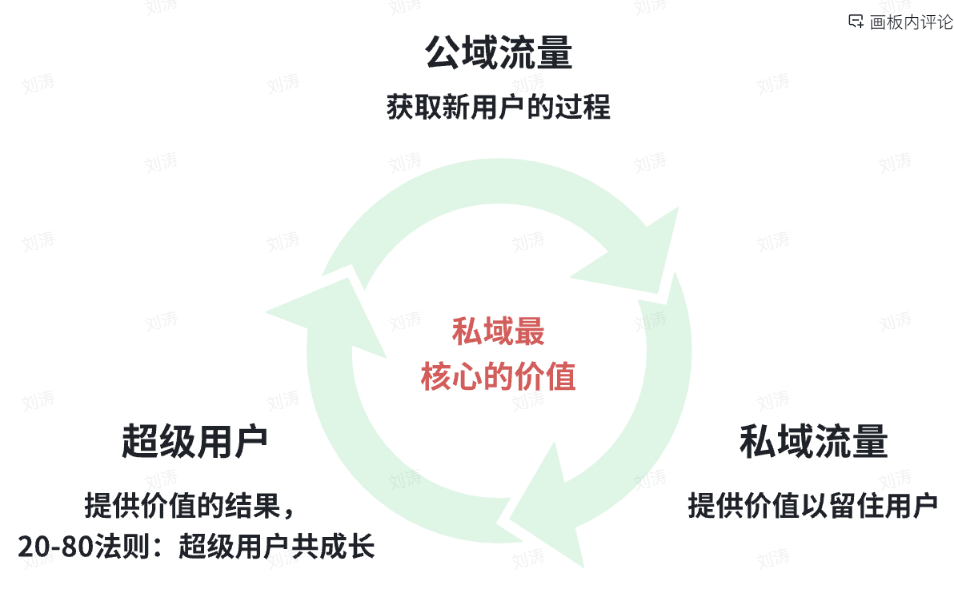 画板内评论
公域流量
获取新用户的过程
私域最
核心的价值
超级用户
提供价值的结果，
20-80法则：超级用户共成长
私域流量
提供价值以留住用户
刘涛